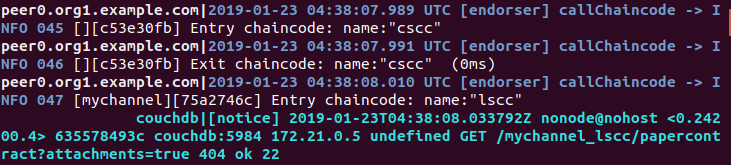 peer0.org1.example.com|2019-01-23 04:38:07.989 UTC [endorser] callChaincode -> I
NFO 045 [][c53e30fb] Entry chaincode: name:"cscc"
peer0.org1.example.com|2019-01-23 04:38:07.991 UTC [endorser] callChaincode -> I
NFO 046 [][c53e30fb] Exit chaincode: name:"cscc"  (0ms)
peer0.org1.example.com|2019-01-23 04:38:08.010 UTC [endorser] callChaincode -> I
NFO 047 [mychannel][75a2746c] Entry chaincode: name:"lscc"
couchdb|[notice] 2019-01-23T04:38:08.033792Z nonode@nohost <0.242
00.4> 635578493c couchdb:5984 172.21.0.5 undefined GET /mychannel_lscc/papercont
ract?attachments=true 404 ok 22